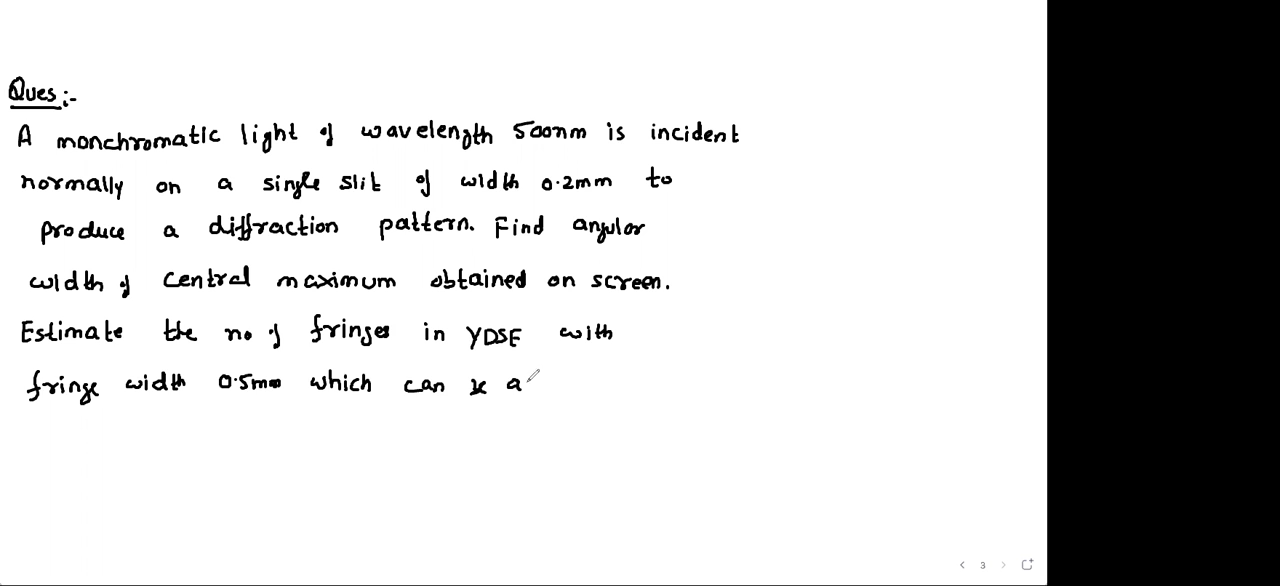 Ques:-
A monchromatic light of wavelength 500nm is incident
normally on a single slit of width 0.2mm to
produce a diffraction pattern. Find angular
width of central maximum obtained on screen.
Estimate the no of fringes in YDSE with
fringe width 0.5mm which can be a
3